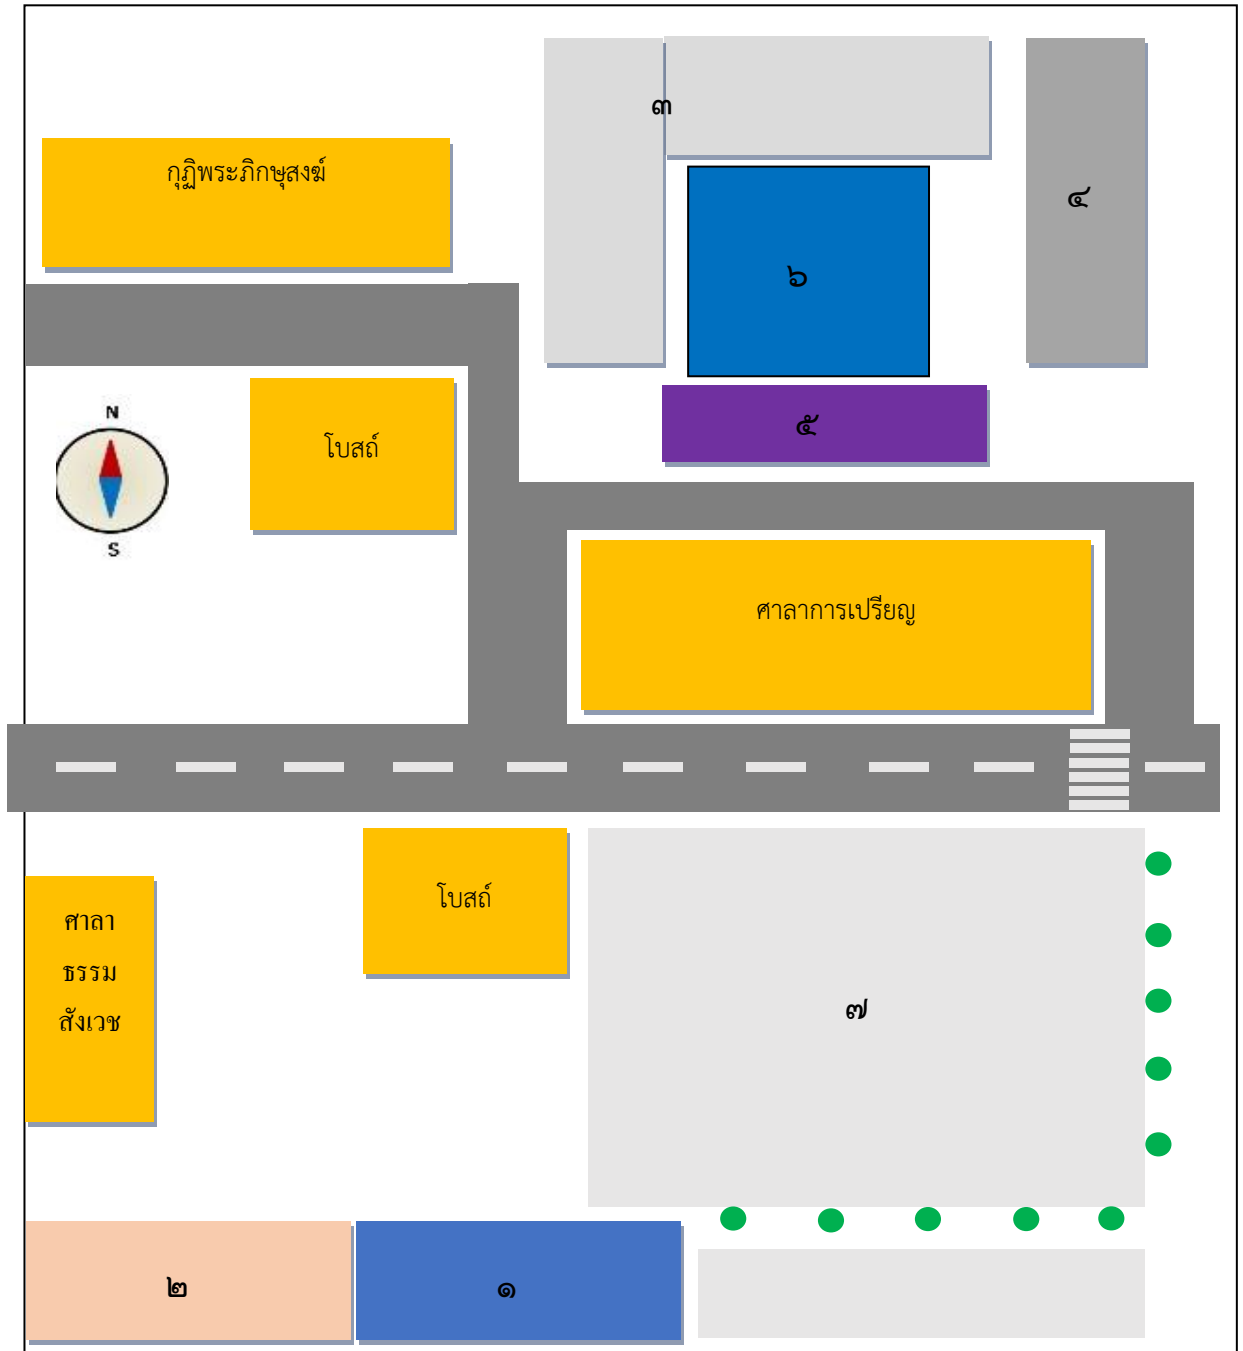 ๓
กุฏิพระภิกษุสงฆ์
๔
๖
N
๕
โบสถ์
S
ศาลาการเปรียญ
โบสถ์
ศาลา
ธรรม
สังเวช
๗
๒
๑